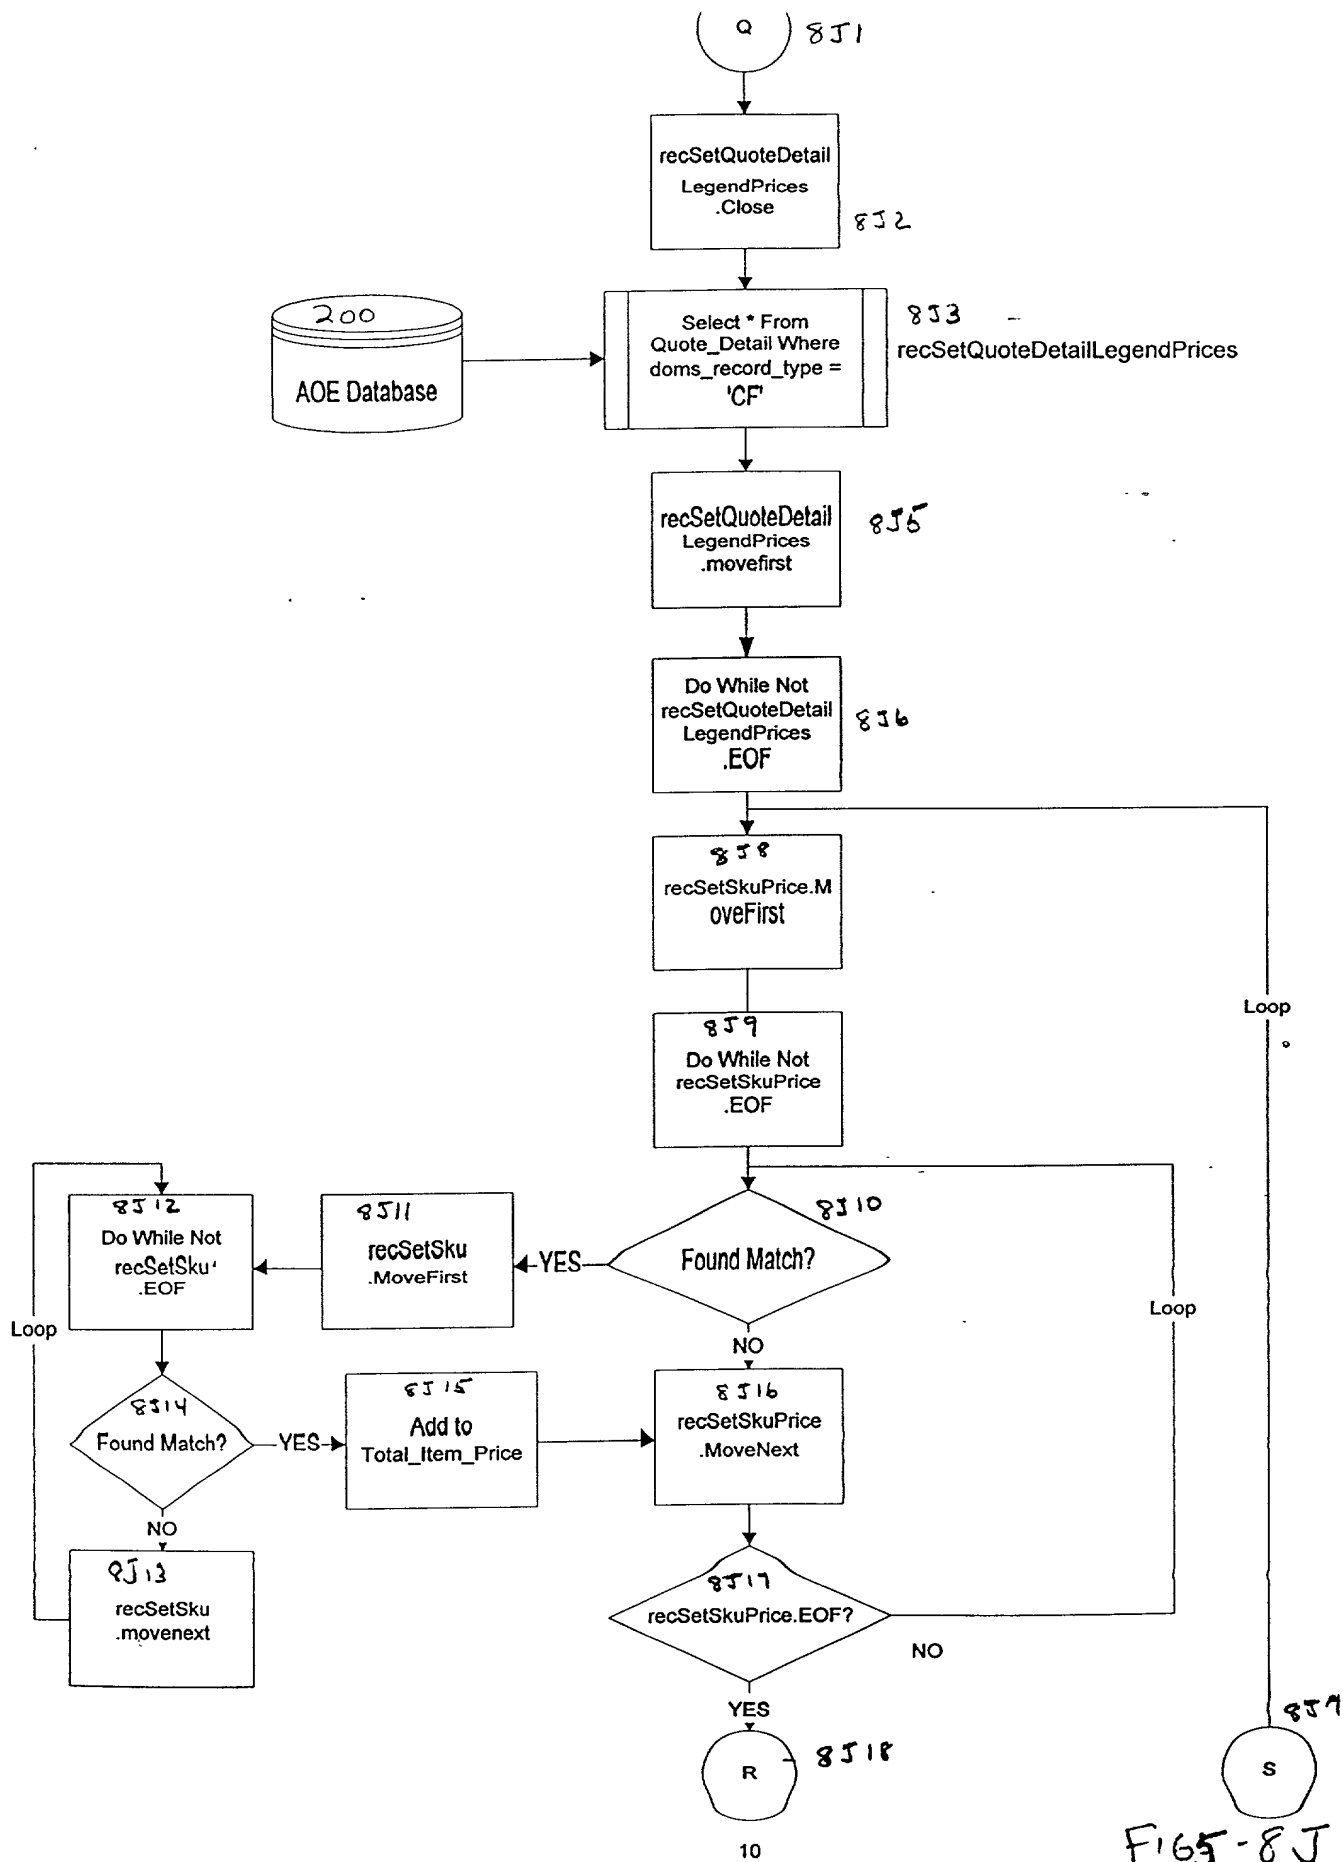 Q
8J1
recSetQuoteDetail
LegendPrices
.Close
8J2
200
AOE Database
Select * From
Quote_Detail Where
doms_record_type =
'CF'
8J3
recSetQuoteDetailLegendPrices
recSetQuoteDetail
LegendPrices
.movefirst
8J5
Do While Not
recSetQuoteDetail
LegendPrices
.EOF
8J6
8J8
recSetSkuPrice.M
oveFirst
Loop
8J9
Do While Not
recSetSkuPrice
.EOF
8J12
Do While Not
recSetSku
.EOF
8J11
recSetSku
.MoveFirst
YES
8J10
Found Match?
Loop
Loop
NO
8J14
Found Match?
YES
8J15
Add to
Total_Item_Price
8J16
recSetSkuPrice
.MoveNext
NO
8J13
recSetSku
.movenext
8J17
recSetSkuPrice.EOF?
NO
YES
R
8J18
S
10